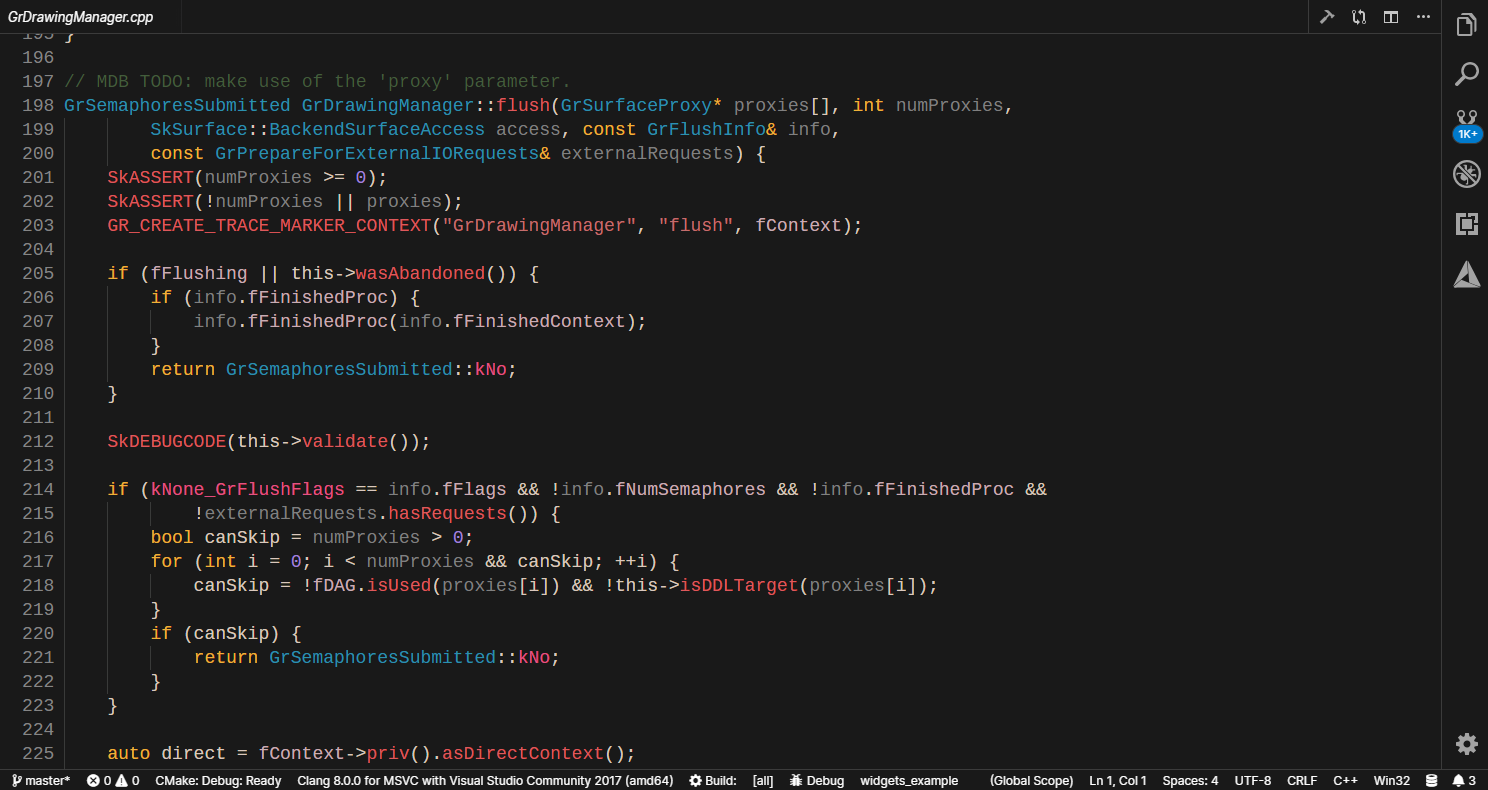 GrDrawingManager.cpp
195 }
196
197 // MDB TODO: make use of the 'proxy' parameter.
198 GrSemaphoresSubmitted GrDrawingManager::flush(GrSurfaceProxy* proxies[], int numProxies,
199         SkSurface::BackendSurfaceAccess access, const GrFlushInfo& info,
200         const GrPrepareForExternalIORequests& externalRequests) {
201     SkASSERT(numProxies >= 0);
202     SkASSERT(!numProxies || proxies);
203     GR_CREATE_TRACE_MARKER_CONTEXT("GrDrawingManager", "flush", fContext);
204
205     if (fFlushing || this->wasAbandoned()) {
206         if (info.fFinishedProc) {
207             info.fFinishedProc(info.fFinishedContext);
208         }
209         return GrSemaphoresSubmitted::kNo;
210     }
211
212     SkDEBUGCODE(this->validate());
213
214     if (kNone_GrFlushFlags == info.fFlags && !info.fNumSemaphores && !info.fFinishedProc &&
215             !externalRequests.hasRequests()) {
216         bool canSkip = numProxies > 0;
217         for (int i = 0; i < numProxies && canSkip; ++i) {
218             canSkip = !fDAG.isUsed(proxies[i]) && !this->isDDLTarget(proxies[i]);
219         }
220         if (canSkip) {
221             return GrSemaphoresSubmitted::kNo;
222         }
223     }
224
225     auto direct = fContext->priv().asDirectContext();
1K+
master* 0 0 CMake: Debug: Ready Clang 8.0.0 for MSVC with Visual Studio Community 2017 (amd64) Build: [all] Debug widgets_example (Global Scope) Ln 1, Col 1 Spaces: 4 UTF-8 CRLF C++ Win32 3